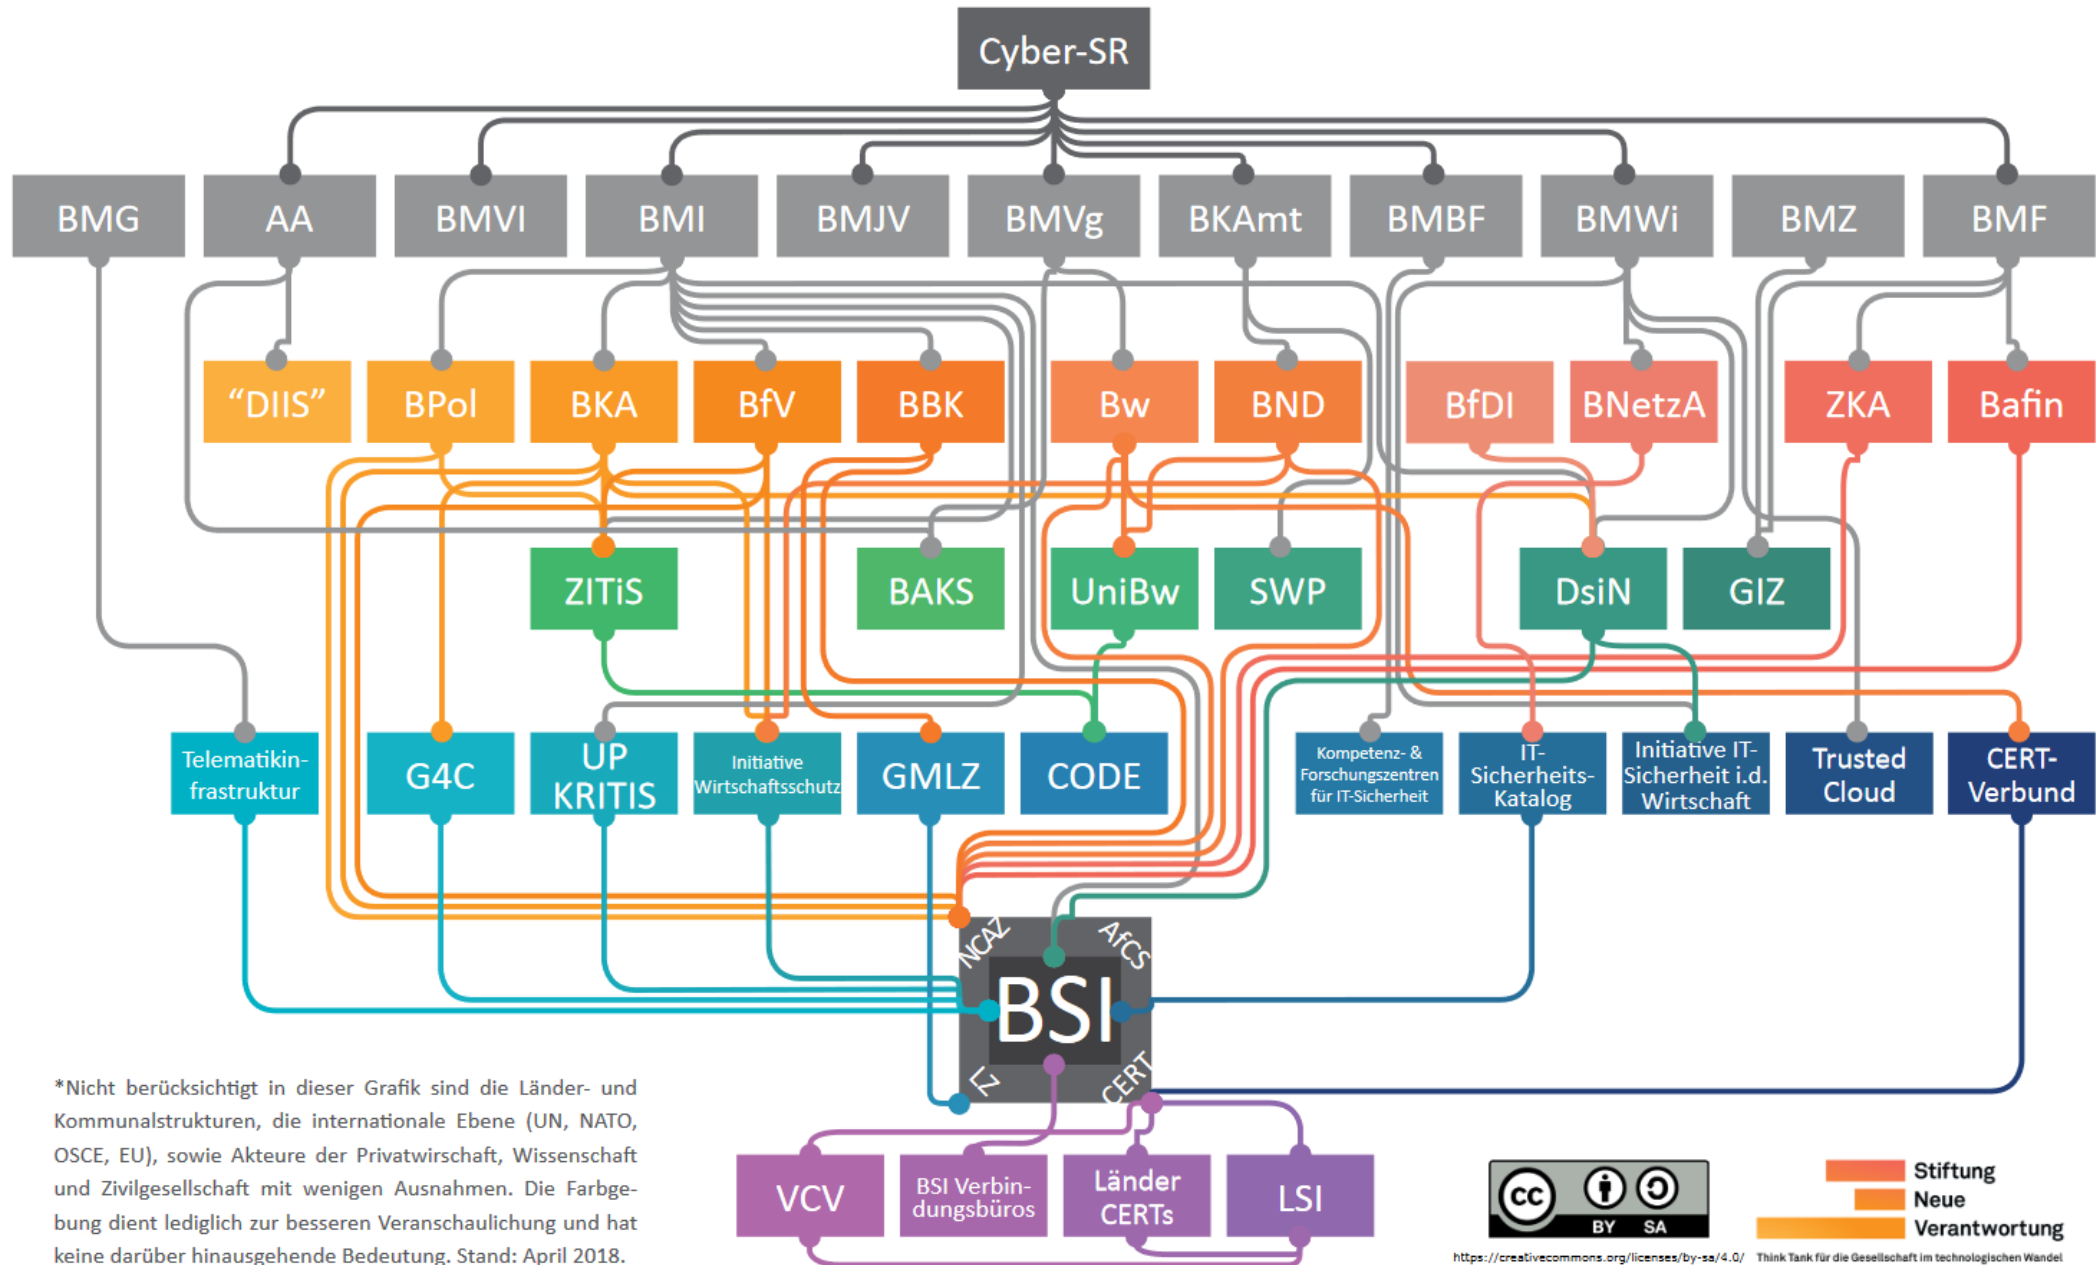 Cyber-SR
BMG
AA
BMVI
BMI
BMJV
BMVg
BKAmt
BMBF
BMWi
BMZ
BMF
“DIIS”
BPol
BKA
BfV
BBK
Bw
BND
BfDI
BNetzA
ZKA
Bafin
ZITiS
BAKS
UniBw
SWP
DsiN
GIZ
Telematikin-
frastruktur
G4C
UP
KRITIS
Initiative
Wirtschaftsschutz
GMLZ
CODE
Kompetenz- &
Forschungszentren
für IT-Sicherheit
IT-
Sicherheits-
Katalog
Initiative IT-
Sicherheit i.d.
Wirtschaft
Trusted
Cloud
CERT-
Verbund
NCAZ
AfCS
BSI
LZ
CERT
*Nicht berücksichtigt in dieser Grafik sind die Länder- und
Kommunalstrukturen, die internationale Ebene (UN, NATO,
OSCE, EU), sowie Akteure der Privatwirschaft, Wissenschaft
und Zivilgesellschaft mit wenigen Ausnahmen. Die Farbge-
bung dient lediglich zur besseren Veranschaulichung und hat
keine darüber hinausgehende Bedeutung. Stand: April 2018.
VCV
BSI Verbin-
dungsbüros
Länder
CERTs
LSI
cc
BY SA
https://creativecommons.org/licenses/by-sa/4.0/
Stiftung
Neue
Verantwortung
Think Tank für die Gesellschaft im technologischen Wandel